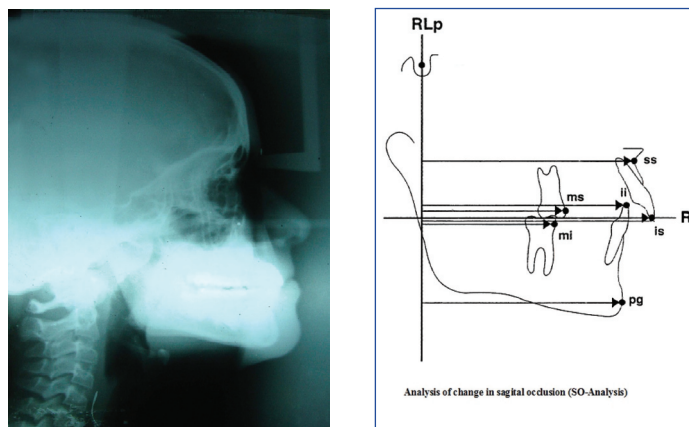 RLp
ss
ii
ms
R
is
mi
pg
Analysis of change in sagital occlusion (SO-Analysis)